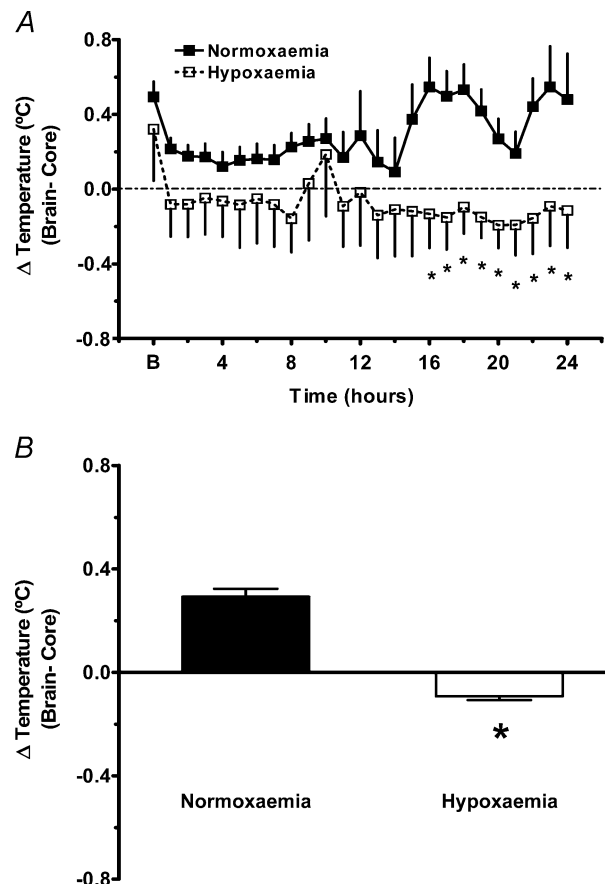 A
0.8
0.4
0.0
-0.4
-0.8
Δ Temperature (ºC)
(Brain- Core)
Normoxaemia
Hypoxaemia
* * * * * * * * *
B 4 8 12 16 20 24
Time (hours)
B
0.8
0.4
0.0
-0.4
-0.8
Δ Temperature (ºC)
(Brain- Core)
*
Normoxaemia Hypoxaemia